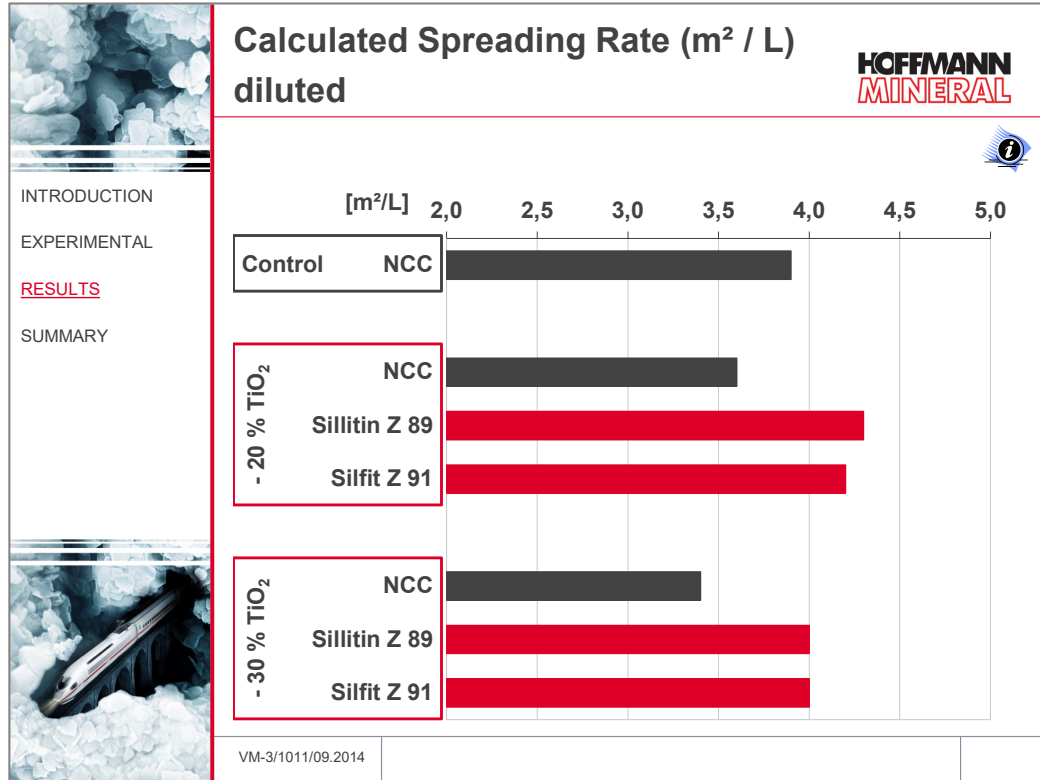 Calculated Spreading Rate (m² / L)
diluted
HOFFMANN
MINERAL
i
INTRODUCTION
EXPERIMENTAL
RESULTS
SUMMARY
[m²/L] 2,0 2,5 3,0 3,5 4,0 4,5 5,0
Control NCC
- 20 % TiO₂
NCC
Sillitin Z 89
Silfit Z 91
- 30 % TiO₂
NCC
Sillitin Z 89
Silfit Z 91
VM-3/1011/09.2014